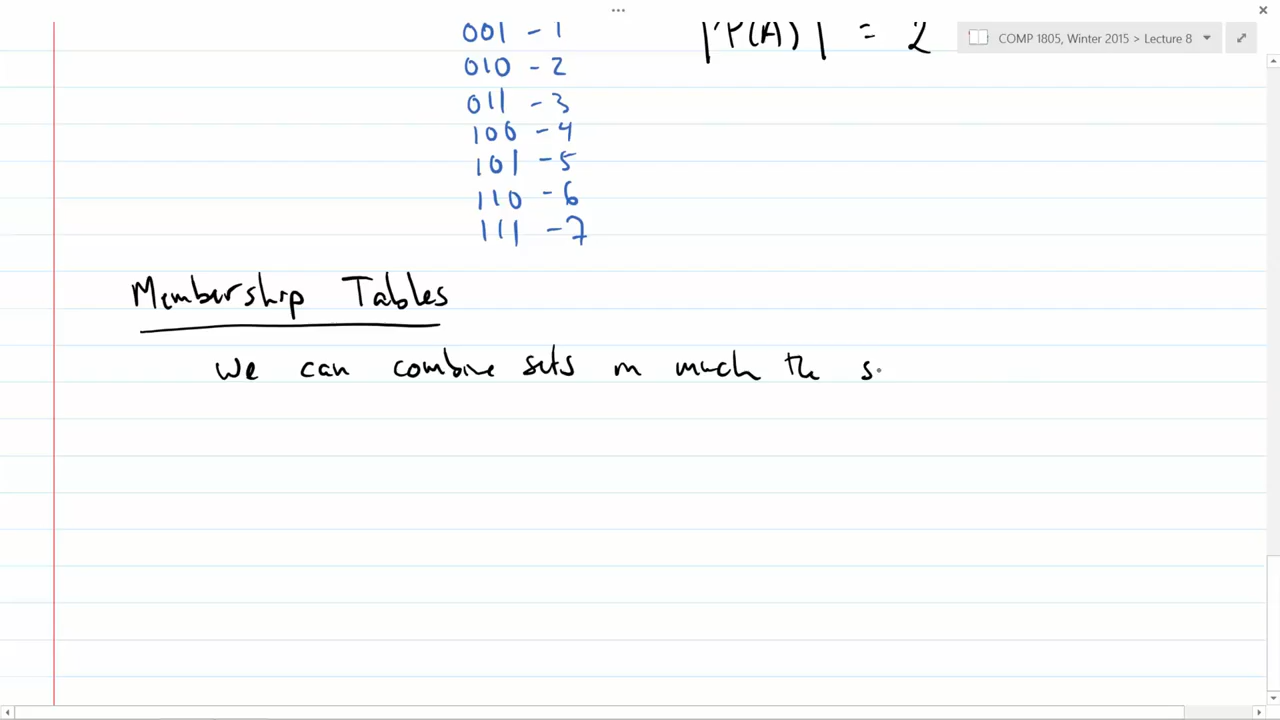 ...
COMP 1805, Winter 2015 > Lecture 8
001 - 1 |P(A)| = 2
010 - 2
011 - 3
100 - 4
101 - 5
110 - 6
111 - 7
Membership Tables
We can combine sets in much the s